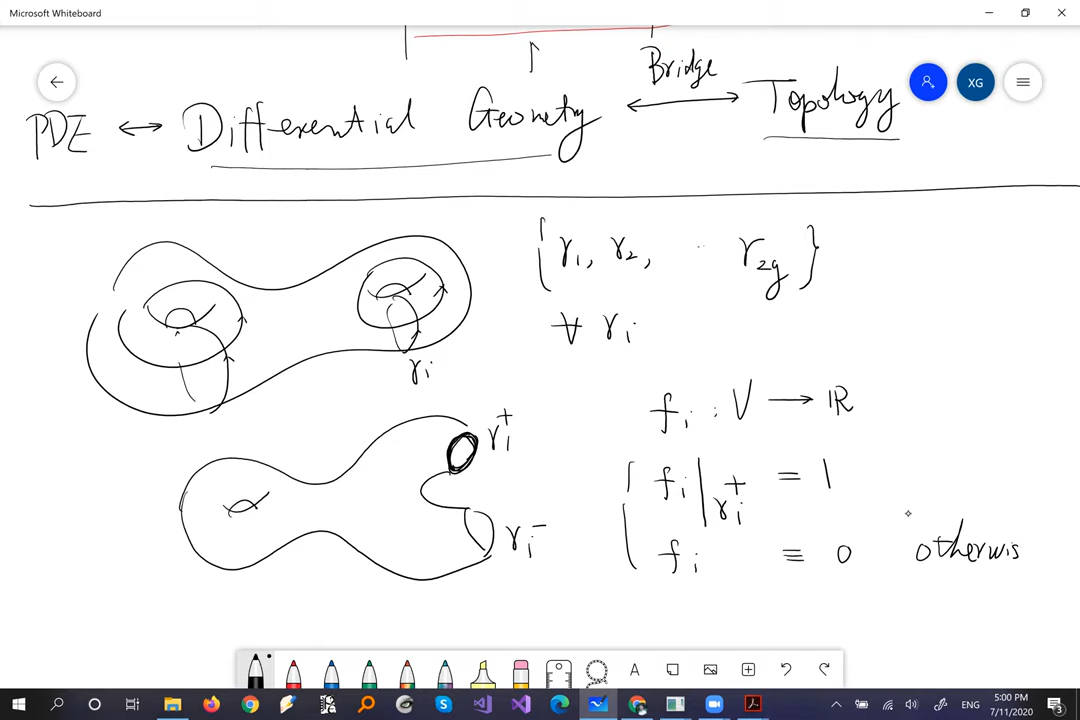 Microsoft Whiteboard
Bridge
PDE ↔ Differential Geometry ↔ Topology
XG
{γ₁, γ₂, ·· γ₂g}
∀ γᵢ
γᵢ
fᵢ : V → ℝ
γᵢ⁺
fᵢ|γᵢ⁺ = 1
γᵢ⁻
fᵢ ≡ 0 otherwis
A
ENG
5:00 PM
7/11/2020
3